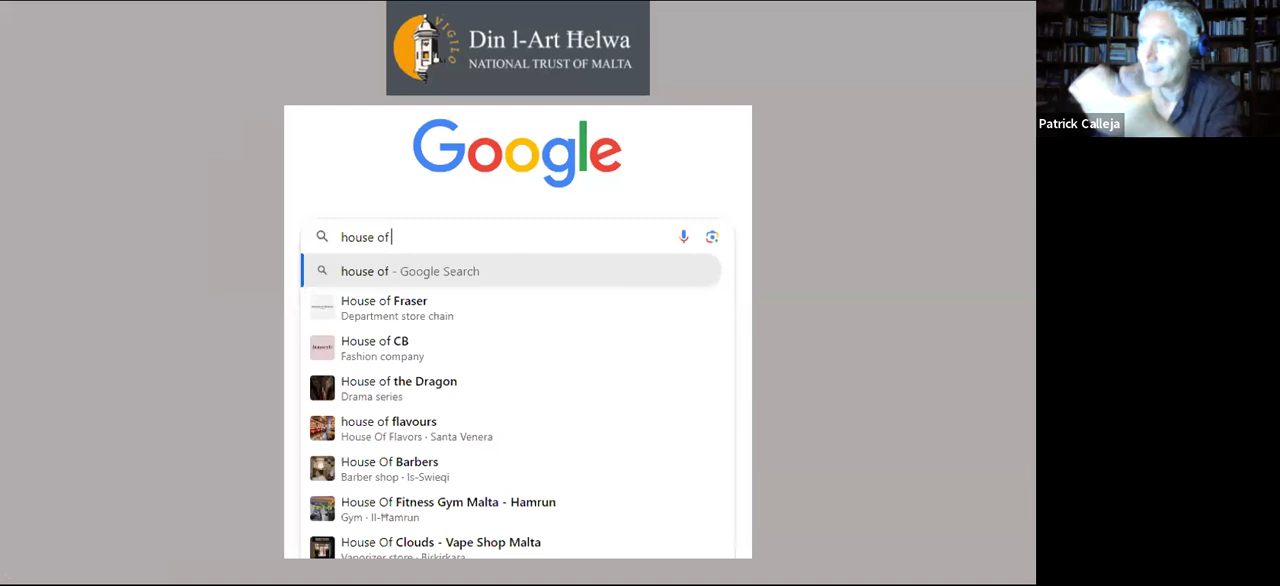 VIGILO
Din l-Art Helwa
NATIONAL TRUST OF MALTA
Patrick Calleja
Google
house of
house of - Google Search
House of Fraser
Department store chain
House of CB
Fashion company
House of the Dragon
Drama series
house of flavours
House Of Flavors · Santa Venera
House Of Barbers
Barber shop · Is-Swieqi
House Of Fitness Gym Malta - Hamrun
Gym · Il-Ħamrun
House Of Clouds - Vape Shop Malta
Vaporizer store · Birkirkara